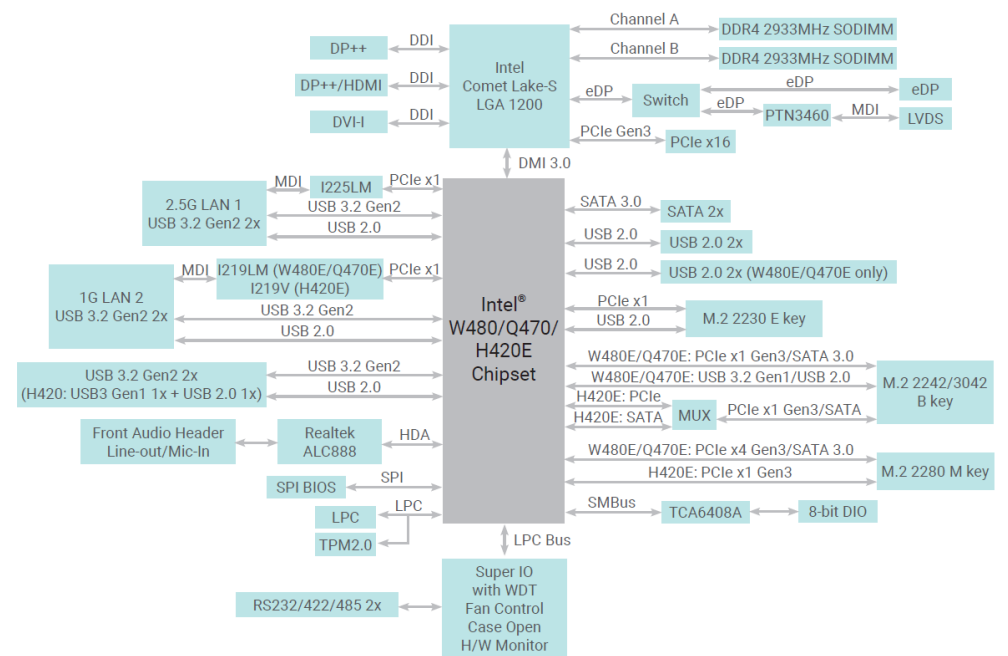 Channel A
DDR4 2933MHz SODIMM
Channel B
DDR4 2933MHz SODIMM
DP++
DDI
DP++/HDMI
DDI
DVI-I
DDI
Intel
Comet Lake-S
LGA 1200
eDP
Switch
eDP
eDP
eDP
PTN3460
MDI
LVDS
PCIe Gen3
PCIe x16
DMI 3.0
2.5G LAN 1
USB 3.2 Gen2 2x
MDI
I225LM
PCIe x1
USB 3.2 Gen2
USB 2.0
1G LAN 2
USB 3.2 Gen2 2x
MDI
I219LM (W480E/Q470E)
I219V (H420E)
PCIe x1
USB 3.2 Gen2
USB 2.0
USB 3.2 Gen2 2x
(H420: USB3 Gen1 1x + USB 2.0 1x)
USB 3.2 Gen2
USB 2.0
Front Audio Header
Line-out/Mic-In
Realtek
ALC888
HDA
SPI BIOS
SPI
LPC
LPC
TPM2.0
Intel®
W480/Q470/
H420E
Chipset
SATA 3.0
SATA 2x
USB 2.0
USB 2.0 2x
USB 2.0
USB 2.0 2x (W480E/Q470E only)
PCIe x1
USB 2.0
M.2 2230 E key
W480E/Q470E: PCIe x1 Gen3/SATA 3.0
W480E/Q470E: USB 3.2 Gen1/USB 2.0
H420E: PCIe
H420E: SATA
MUX
PCIe x1 Gen3/SATA
M.2 2242/3042
B key
W480E/Q470E: PCIe x4 Gen3/SATA 3.0
H420E: PCIe x1 Gen3
M.2 2280 M key
SMBus
TCA6408A
8-bit DIO
LPC Bus
RS232/422/485 2x
Super IO
with WDT
Fan Control
Case Open
H/W Monitor